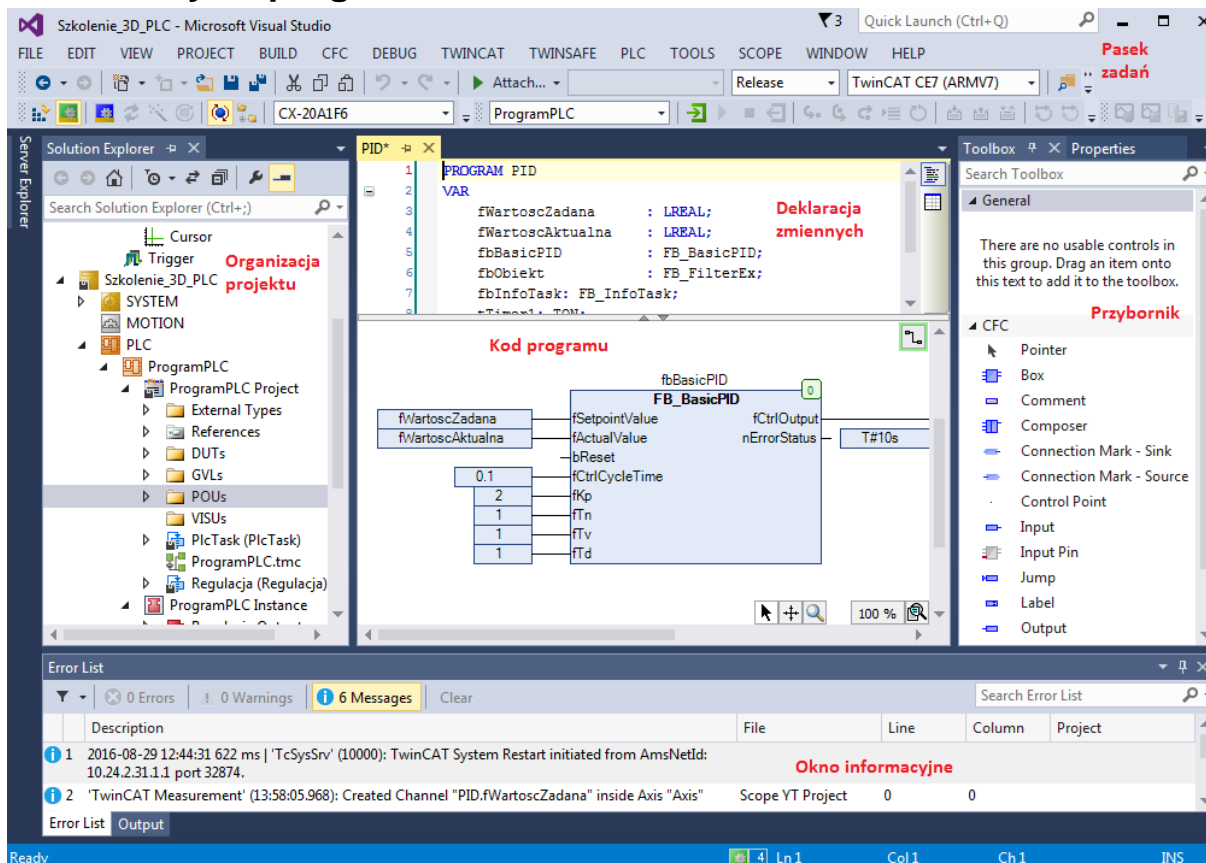 Szkolenie_3D_PLC - Microsoft Visual Studio
3
Quick Launch (Ctrl+Q)
FILE EDIT VIEW PROJECT BUILD CFC DEBUG TWINCAT TWINSAFE PLC TOOLS SCOPE WINDOW HELP
Pasek
zadań
Attach...
Release
TwinCAT CE7 (ARMV7)
CX-20A1F6
ProgramPLC
Server Explorer
Solution Explorer
Search Solution Explorer (Ctrl+;)
Cursor
Trigger
Organizacja
projektu
Szkolenie_3D_PLC
SYSTEM
MOTION
PLC
ProgramPLC
ProgramPLC Project
External Types
References
DUTs
GVLs
POUs
VISUs
PlcTask (PlcTask)
ProgramPLC.tmc
Regulacja (Regulacja)
ProgramPLC Instance
PID*
1 PROGRAM PID
2 VAR
3 fWartoscZadana : LREAL;
4 fWartoscAktualna : LREAL;
5 fbBasicPID : FB_BasicPID;
6 fbObiekt : FB_FilterEx;
7 fbInfoTask: FB_InfoTask;
8 tTimer1: TON;
Deklaracja
zmiennych
Kod programu
fbBasicPID
0
FB_BasicPID
fWartoscZadana fSetpointValue fCtrlOutput
fWartoscAktualna fActualValue nErrorStatus T#10s
bReset
0.1 fCtrlCycleTime
2 fKp
1 fTn
1 fTv
1 fTd
100 %
Toolbox Properties
Search Toolbox
General
There are no usable controls in
this group. Drag an item onto
this text to add it to the toolbox.
Przybornik
CFC
Pointer
Box
Comment
Composer
Connection Mark - Sink
Connection Mark - Source
Control Point
Input
Input Pin
Jump
Label
Output
Error List
0 Errors 0 Warnings 6 Messages Clear
Search Error List
Description File Line Column Project
1 2016-08-29 12:44:31 622 ms | 'TcSysSrv' (10000): TwinCAT System Restart initiated from AmsNetId:
10.24.2.31.1.1 port 32874.
Okno informacyjne
2 'TwinCAT Measurement' (13:58:05.968): Created Channel "PID.fWartoscZadana" inside Axis "Axis" Scope YT Project 0 0
Error List Output
Ready 4 Ln 1 Col 1 Ch 1 INS